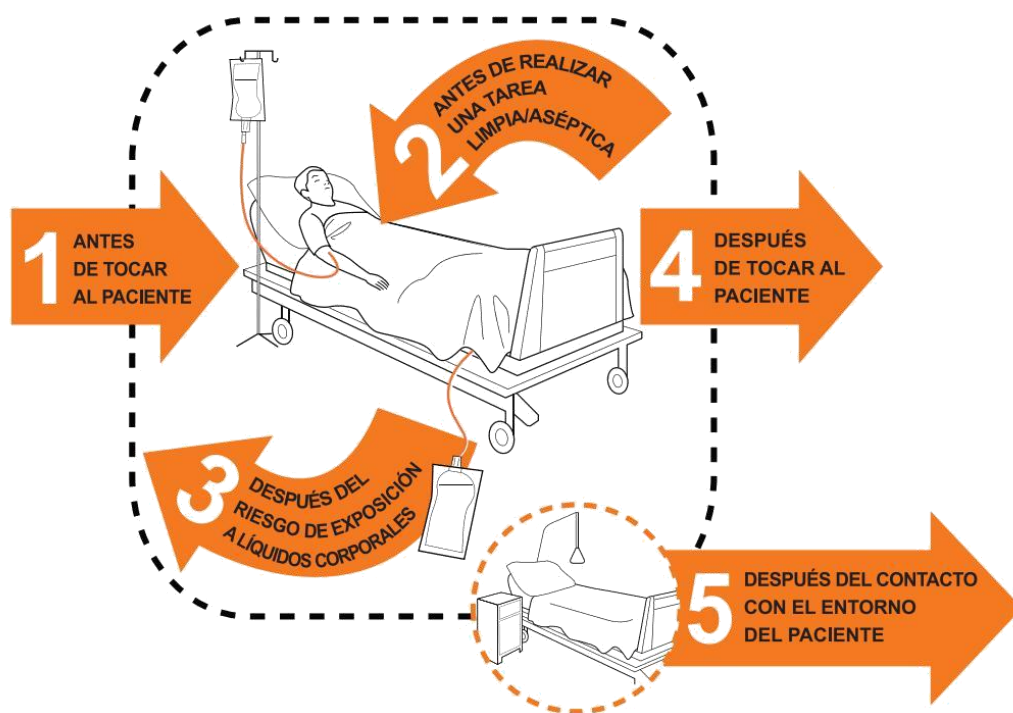 1 ANTES
DE TOCAR
AL PACIENTE
2 ANTES DE REALIZAR
UNA TAREA
LIMPIA/ASÉPTICA
3 DESPUÉS DEL
RIESGO DE EXPOSICIÓN
A LÍQUIDOS CORPORALES
4 DESPUÉS
DE TOCAR AL
PACIENTE
5 DESPUÉS DEL CONTACTO
CON EL ENTORNO
DEL PACIENTE